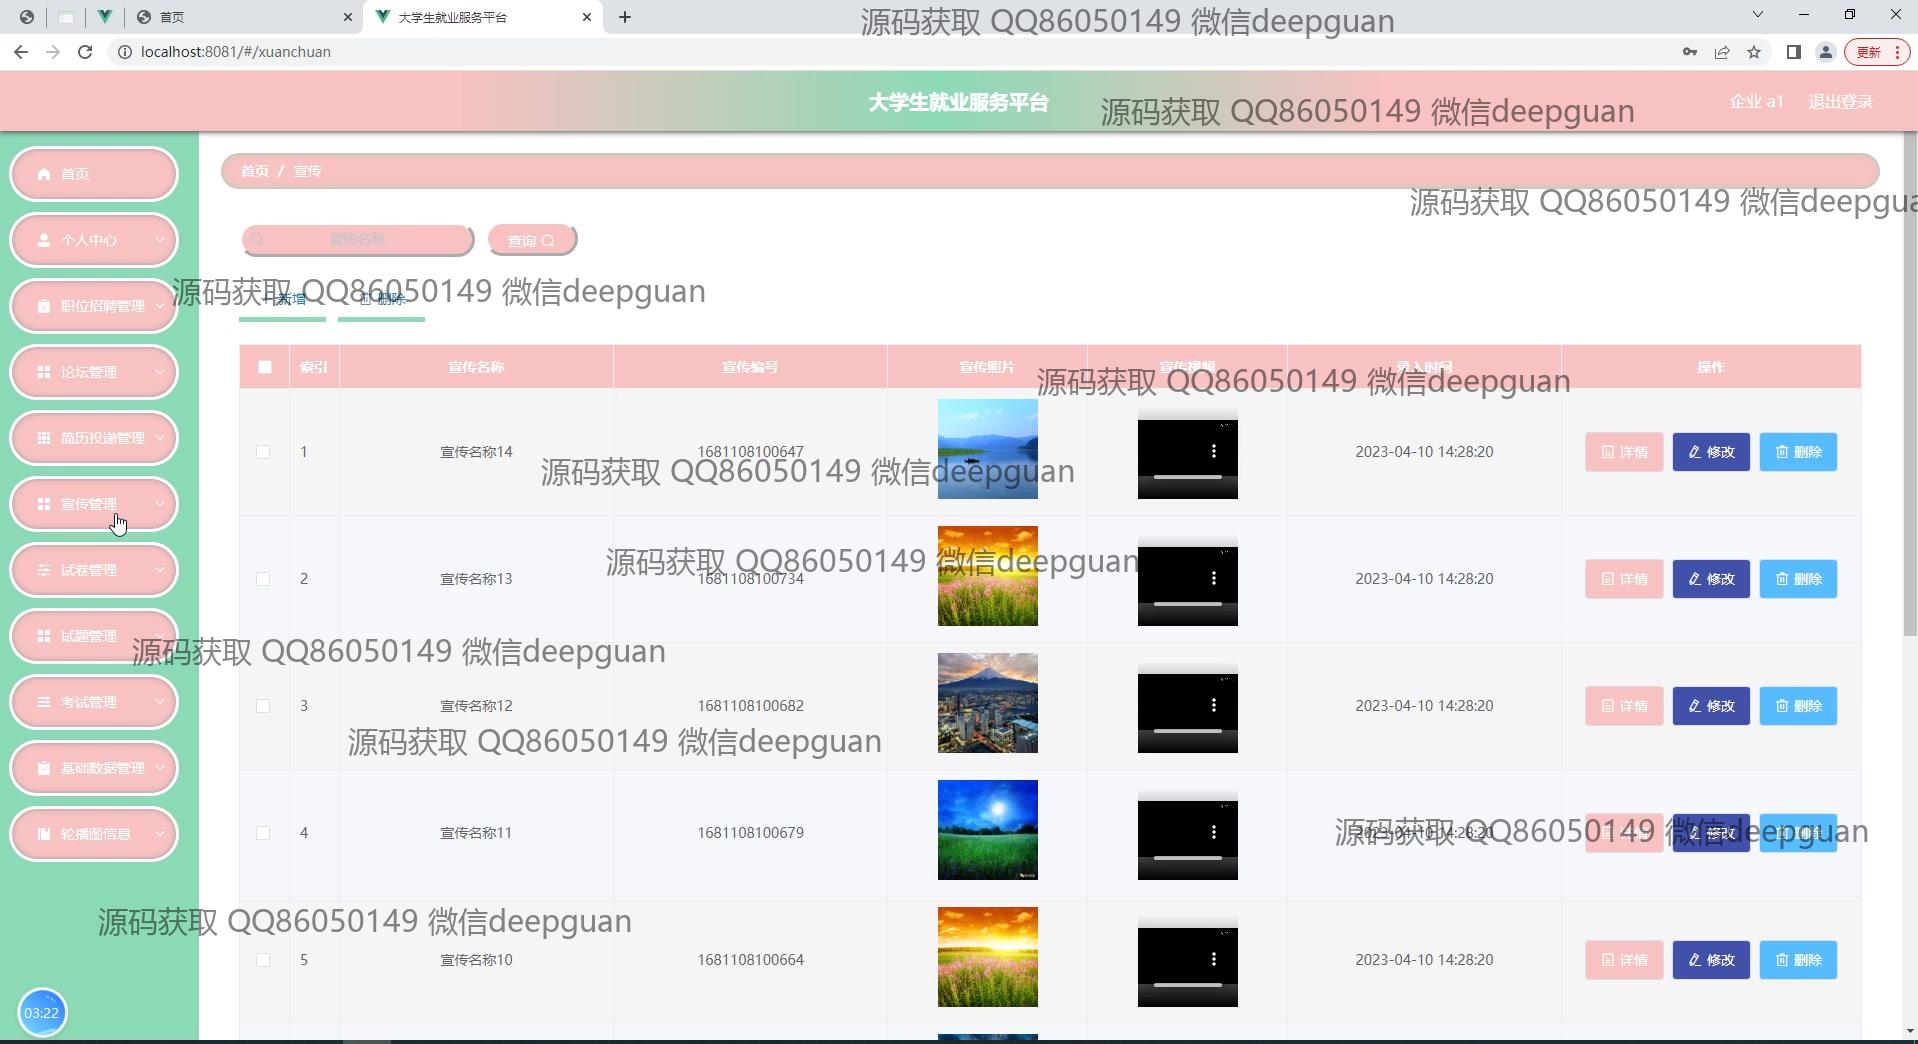 首页
大学生就业服务平台
源码获取 QQ86050149 微信deepguan
localhost:8081/#/xuanchuan
更新
大学生就业服务平台
源码获取 QQ86050149 微信deepguan
企业 a1
退出登录
首页
首页 / 宣传
源码获取 QQ86050149 微信deepgua
个人中心
宣传名称
查询
职位招聘管理
源码获取 QQ86050149 微信deepguan
新增
删除
论坛管理
索引
宣传名称
宣传编号
宣传照片
宣传视频
录入时间
操作
源码获取 QQ86050149 微信deepguan
简历投递管理
1
宣传名称14
1681108100647
2023-04-10 14:28:20
详情
修改
删除
源码获取 QQ86050149 微信deepguan
宣传管理
试卷管理
源码获取 QQ86050149 微信deepguan
2
宣传名称13
1681108100734
2023-04-10 14:28:20
详情
修改
删除
试题管理
源码获取 QQ86050149 微信deepguan
考试管理
3
宣传名称12
1681108100682
2023-04-10 14:28:20
详情
修改
删除
源码获取 QQ86050149 微信deepguan
基础数据管理
轮播图信息
4
宣传名称11
1681108100679
2023-04-10 14:28:20
详情
修改
删除
源码获取 QQ86050149 微信deepguan
源码获取 QQ86050149 微信deepguan
5
宣传名称10
1681108100664
2023-04-10 14:28:20
详情
修改
删除
03:22